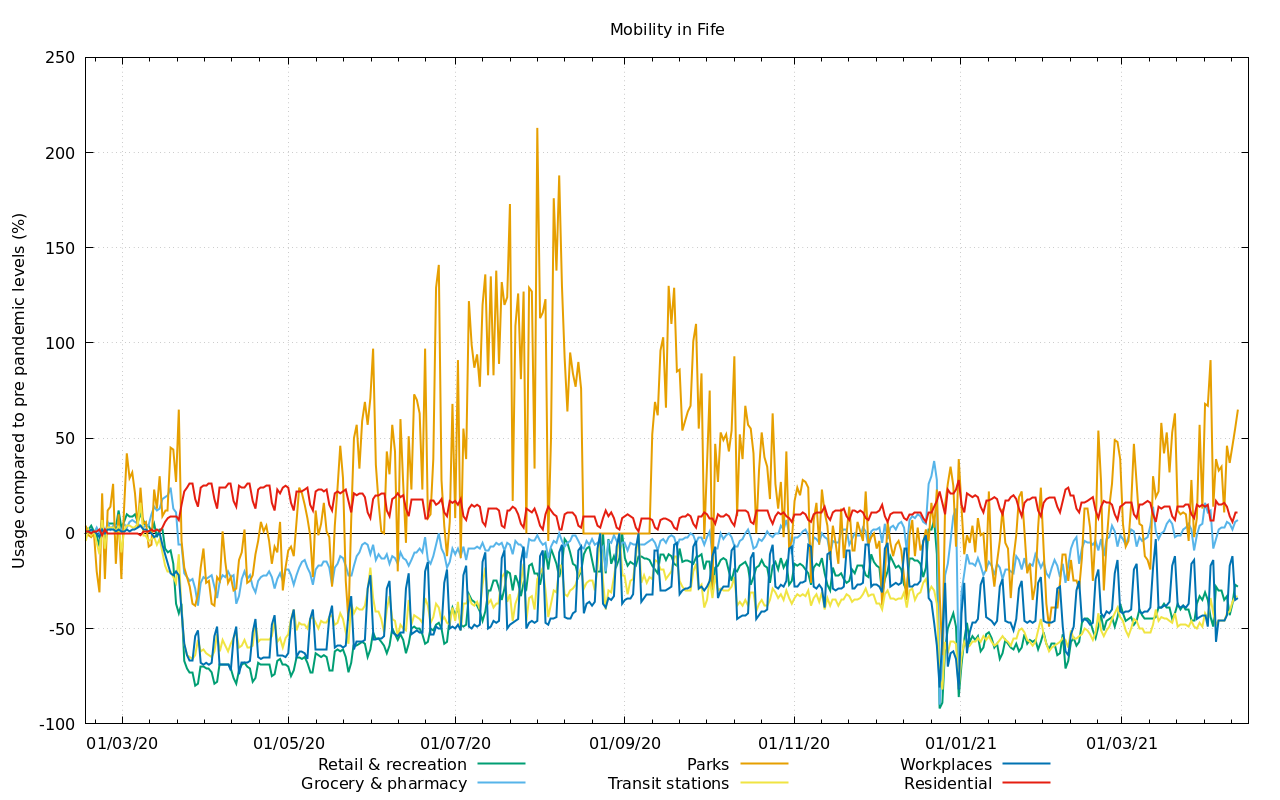 Mobility in Fife
Usage compared to pre pandemic levels (%)
250
200
150
100
50
0
-50
-100
01/03/20 01/05/20 01/07/20 01/09/20 01/11/20 01/01/21 01/03/21
Retail & recreation Parks Workplaces
Grocery & pharmacy Transit stations Residential